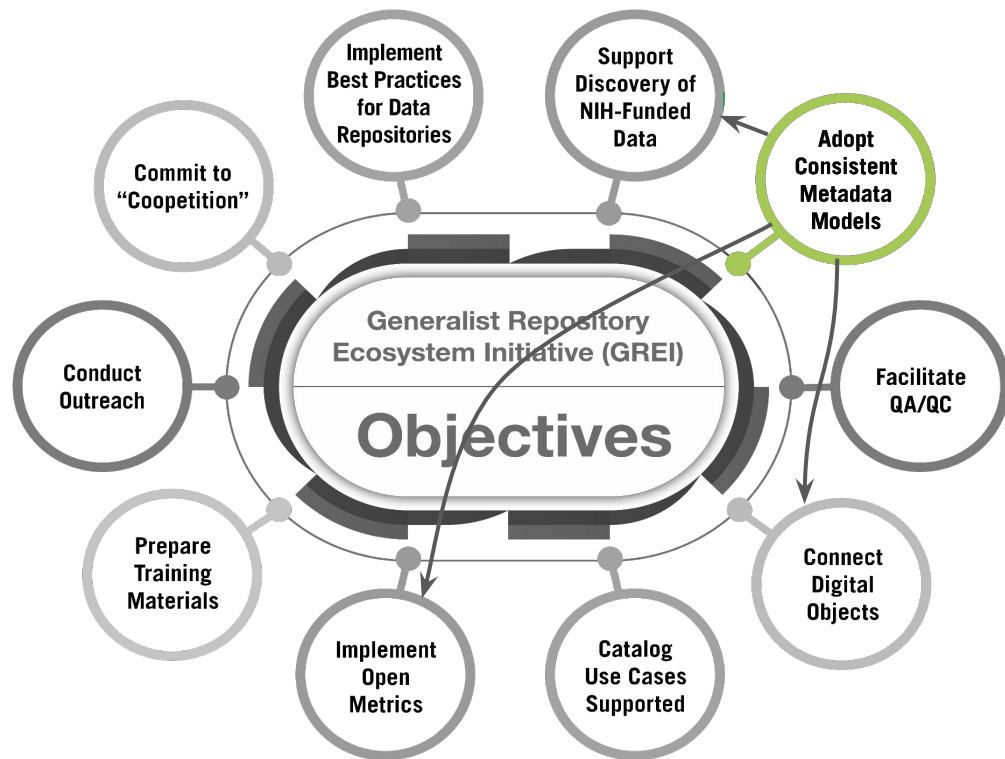 Implement
Best Practices
for Data
Repositories
Support
Discovery of
NIH-Funded
Data
Adopt
Consistent
Metadata
Models
Commit to
“Coopetition”
Generalist Repository
Ecosystem Initiative (GREI)
Objectives
Conduct
Outreach
Facilitate
QA/QC
Prepare
Training
Materials
Connect
Digital
Objects
Implement
Open
Metrics
Catalog
Use Cases
Supported